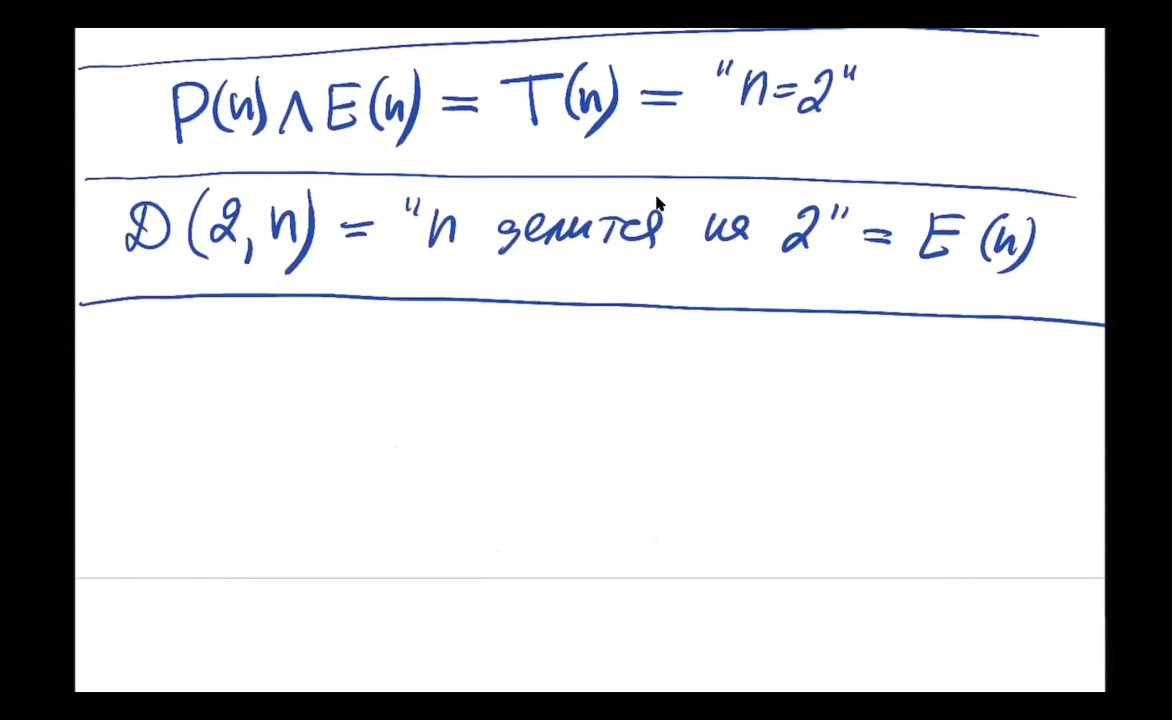 P(n) ∧ E(n) = T(n) = "n=2"
D(2, n) = "n делится на 2" = E(n)